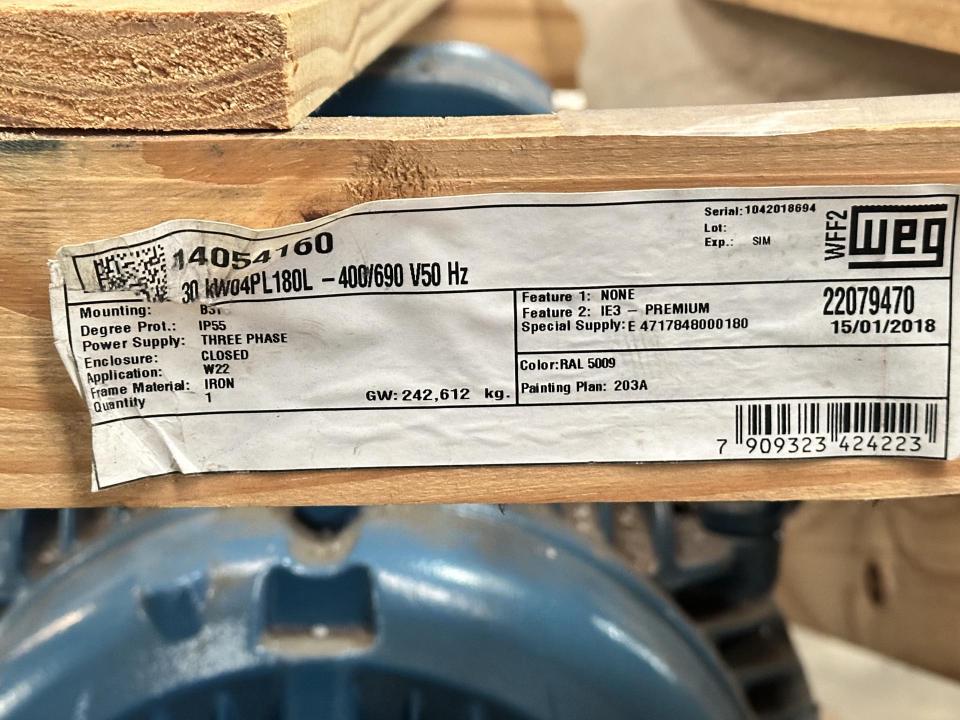 14054160
30 kW04PL180L - 400/690 V50 Hz
Serial:1042018694
Lot:
Exp.: SIM
WFF2
WEG
Mounting:
Degree Prot.: IP55
Power Supply: THREE PHASE
Enclosure: CLOSED
Application: W22
Frame Material: IRON
Quantity 1
GW: 242,612 kg.
Feature 1: NONE
Feature 2: IE3 - PREMIUM
Special Supply:E 4717848000180
22079470
15/01/2018
Color:RAL 5009
Painting Plan: 203A
7 909323 424223